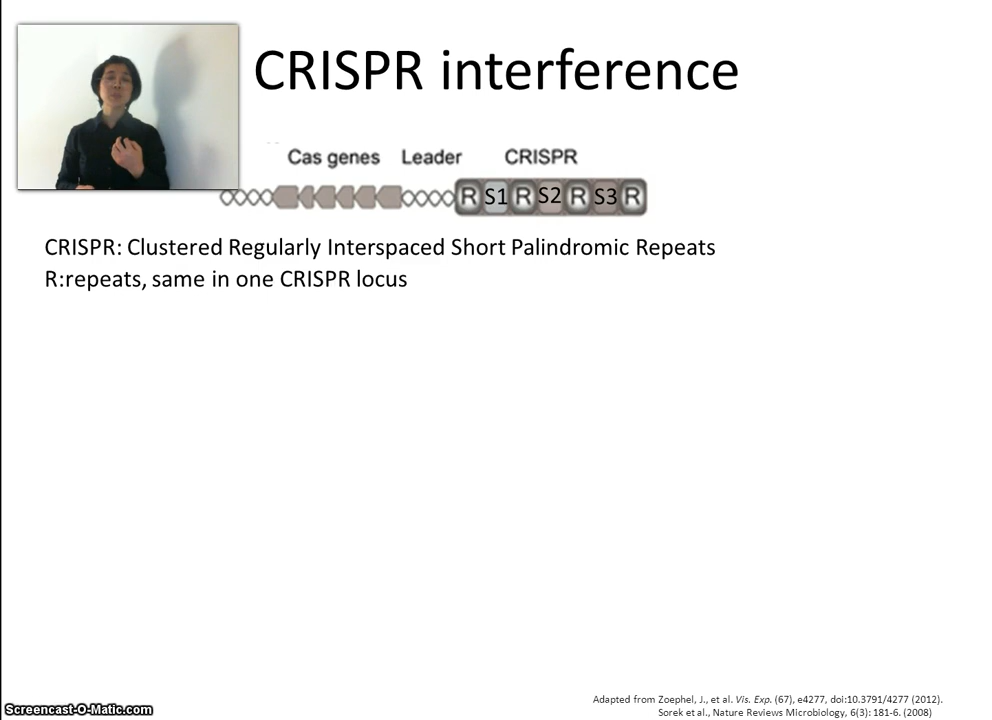 CRISPR interference
Cas genes Leader CRISPR
R S1 R S2 R S3 R
CRISPR: Clustered Regularly Interspaced Short Palindromic Repeats
R:repeats, same in one CRISPR locus
Adapted from Zoephel, J., et al. Vis. Exp. (67), e4277, doi:10.3791/4277 (2012).
Sorek et al., Nature Reviews Microbiology, 6(3): 181-6. (2008)
Screencast-O-Matic.com